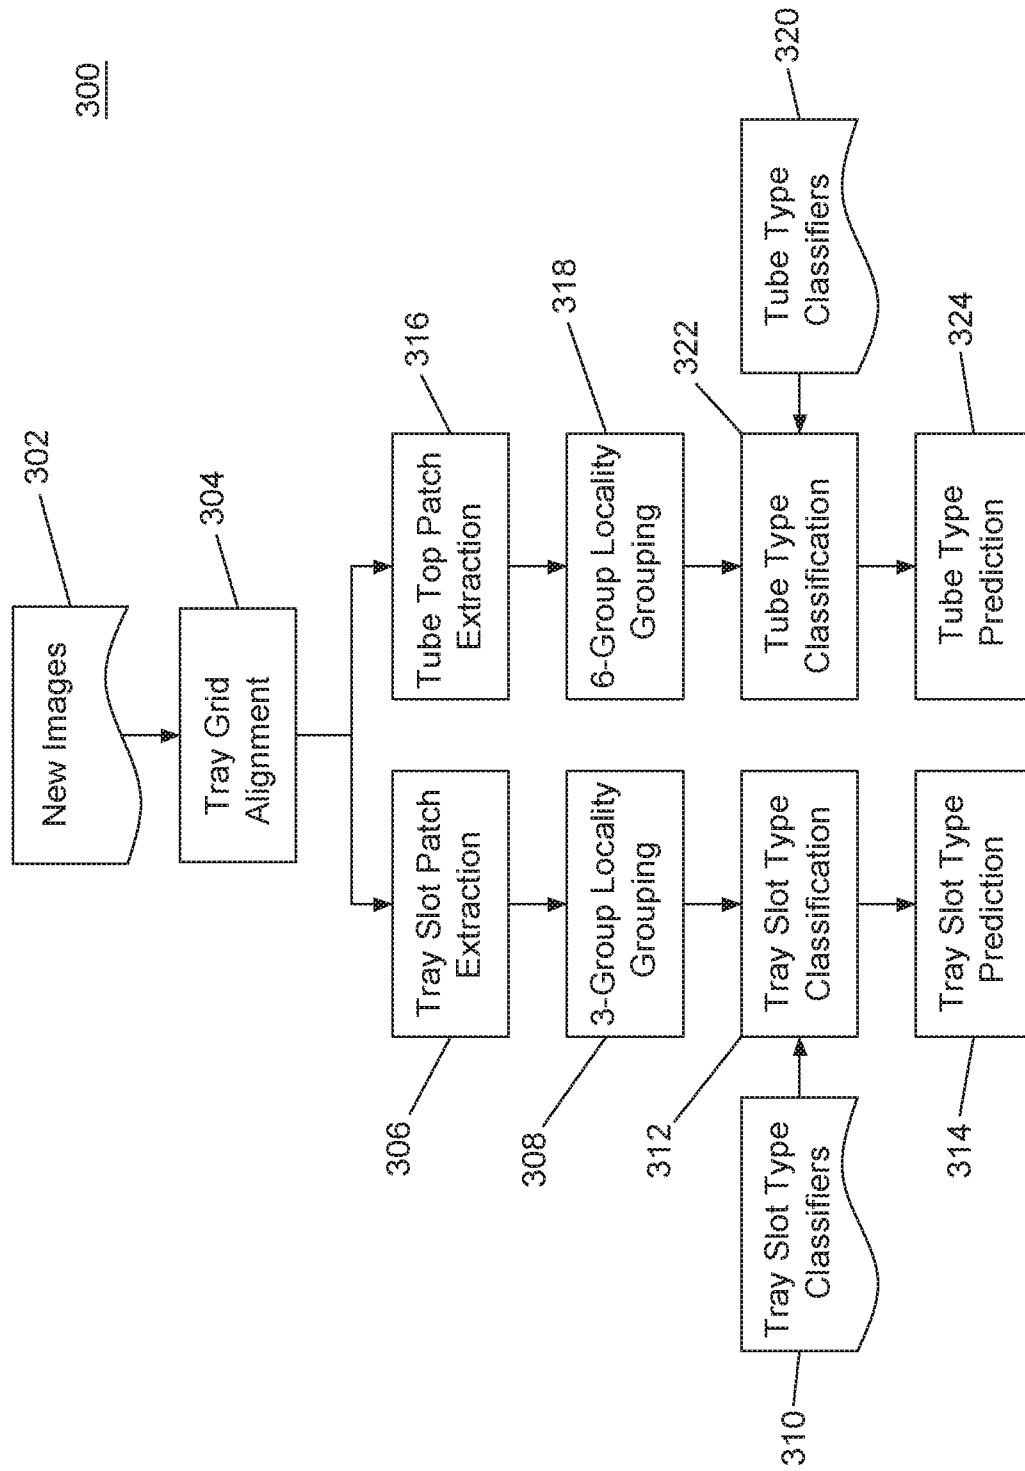 300
New Images
302
Tray Grid
Alignment
304
Tray Slot Patch
Extraction
306
Tube Top Patch
Extraction
316
3-Group Locality
Grouping
308
6-Group Locality
Grouping
318
Tray Slot Type
Classifiers
310
Tray Slot Type
Classification
312
Tube Type
Classification
322
Tube Type
Classifiers
320
Tray Slot Type
Prediction
314
Tube Type
Prediction
324